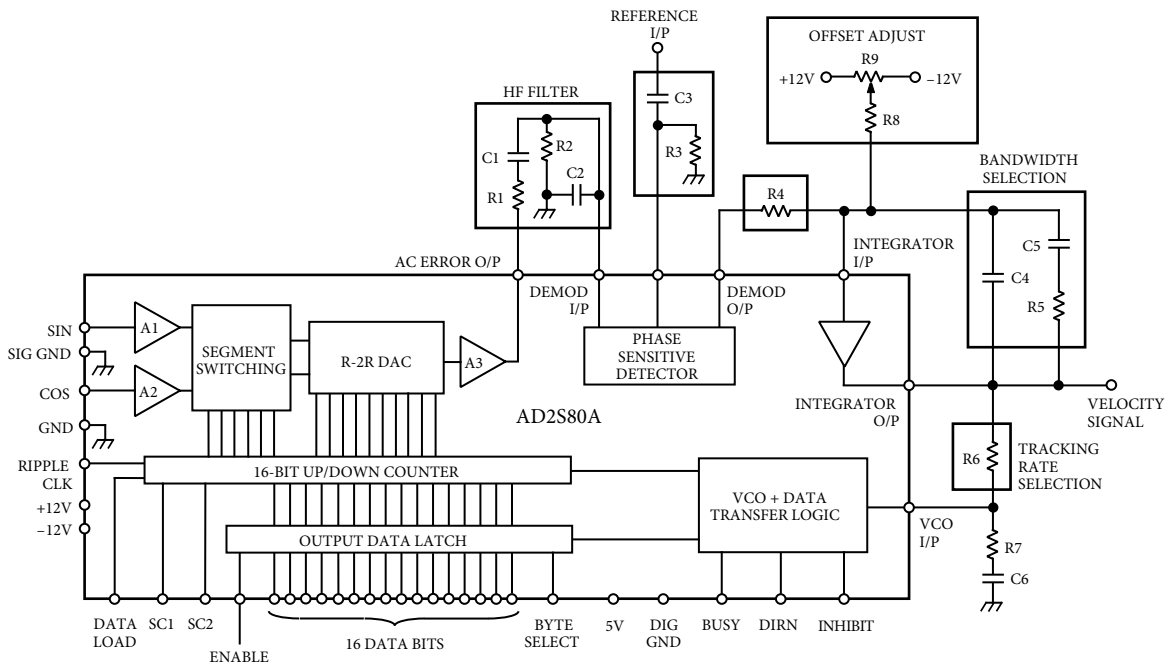 REFERENCE
I/P
OFFSET ADJUST
R9
+12V
–12V
R8
HF FILTER
C3
R3
R2
C1
C2
R1
BANDWIDTH
SELECTION
R4
C5
C4
R5
INTEGRATOR
I/P
AC ERROR O/P
DEMOD
I/P
DEMOD
O/P
SIN
A1
SIG GND
SEGMENT
SWITCHING
R-2R DAC
A3
PHASE
SENSITIVE
DETECTOR
COS
A2
GND
AD2S80A
INTEGRATOR
O/P
VELOCITY
SIGNAL
RIPPLE
CLK
16-BIT UP/DOWN COUNTER
R6
TRACKING
RATE
SELECTION
+12V
–12V
VCO + DATA
TRANSFER LOGIC
VCO
I/P
OUTPUT DATA LATCH
R7
C6
DATA
LOAD
SC1
SC2
ENABLE
16 DATA BITS
BYTE
SELECT
5V
DIG
GND
BUSY
DIRN
INHIBIT